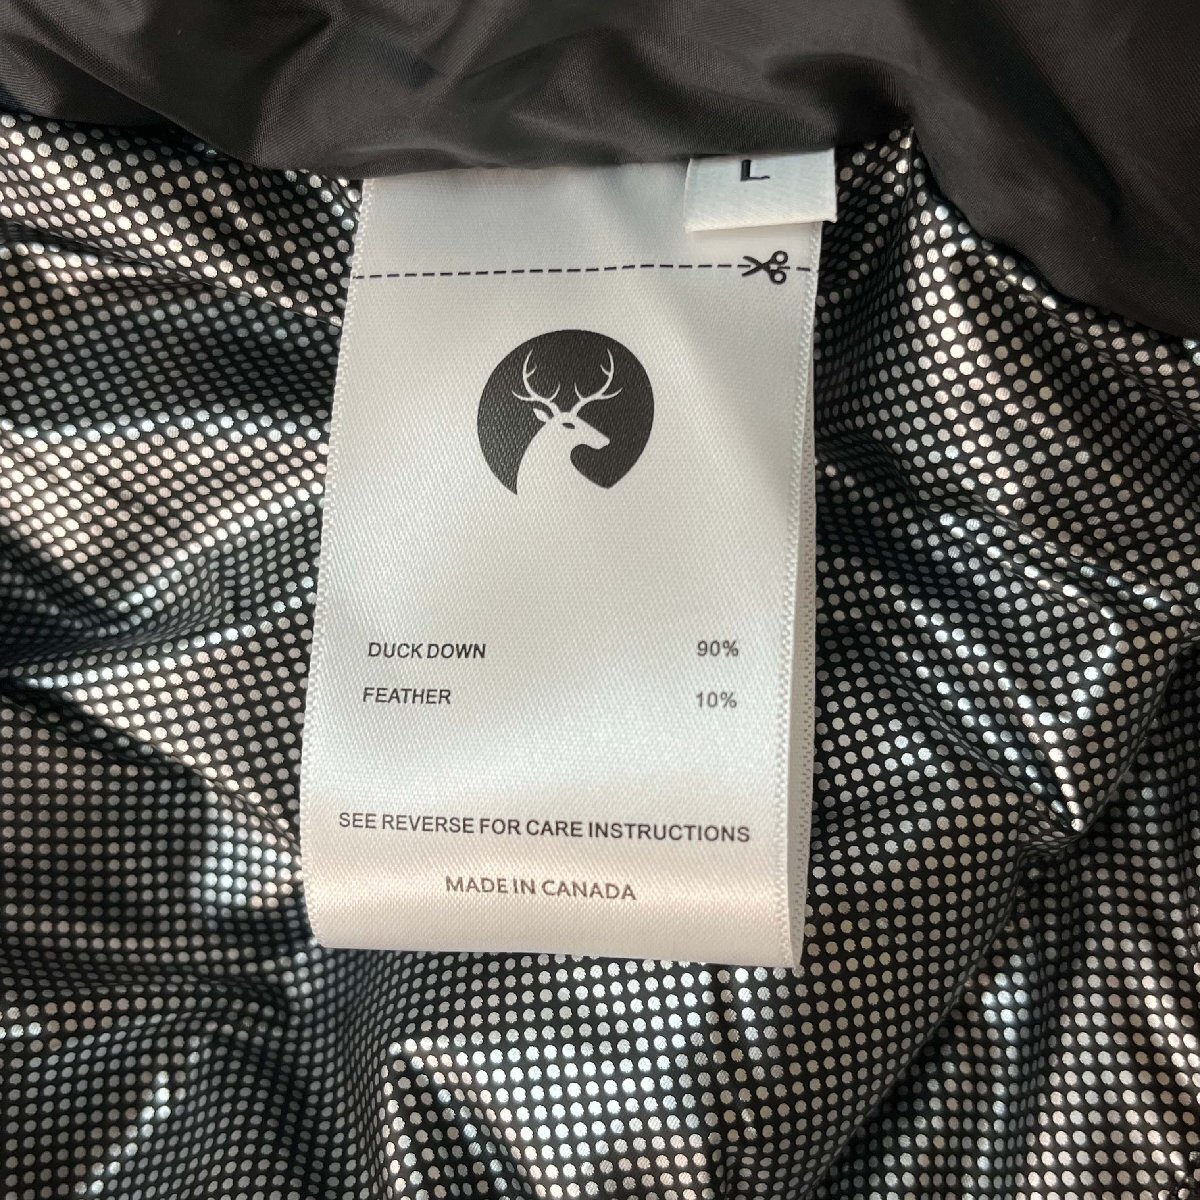 L
DUCK DOWN 90%
FEATHER 10%
SEE REVERSE FOR CARE INSTRUCTIONS
MADE IN CANADA